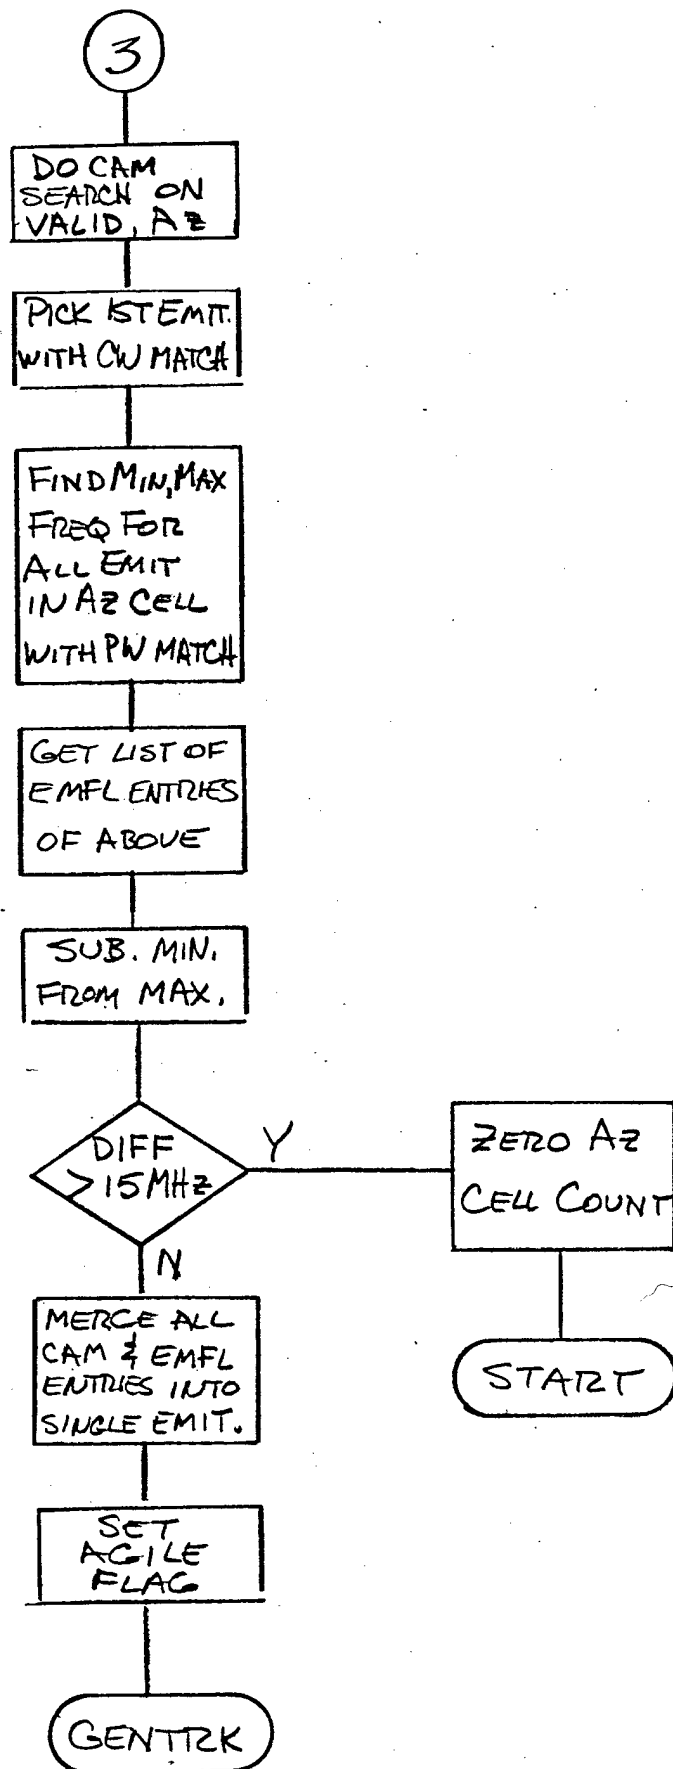 3
DO CAM
SEARCH ON
VALID, AZ
PICK 1ST EMIT.
WITH CW MATCH
FIND MIN, MAX
FREQ FOR
ALL EMIT
IN AZ CELL
WITH PW MATCH
GET LIST OF
EMFL ENTRIES
OF ABOVE
SUB. MIN.
FROM MAX.
DIFF
> 15 MHZ
Y
ZERO AZ
CELL COUNT
START
N
MERGE ALL
CAM & EMFL
ENTRIES INTO
SINGLE EMIT.
SET
AGILE
FLAG
GENTRK